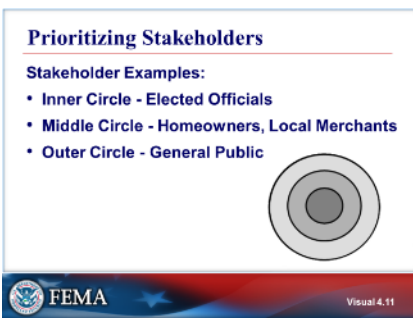 Prioritizing Stakeholders
Stakeholder Examples:
• Inner Circle - Elected Officials
• Middle Circle - Homeowners, Local Merchants
• Outer Circle - General Public
FEMA
Visual 4.11